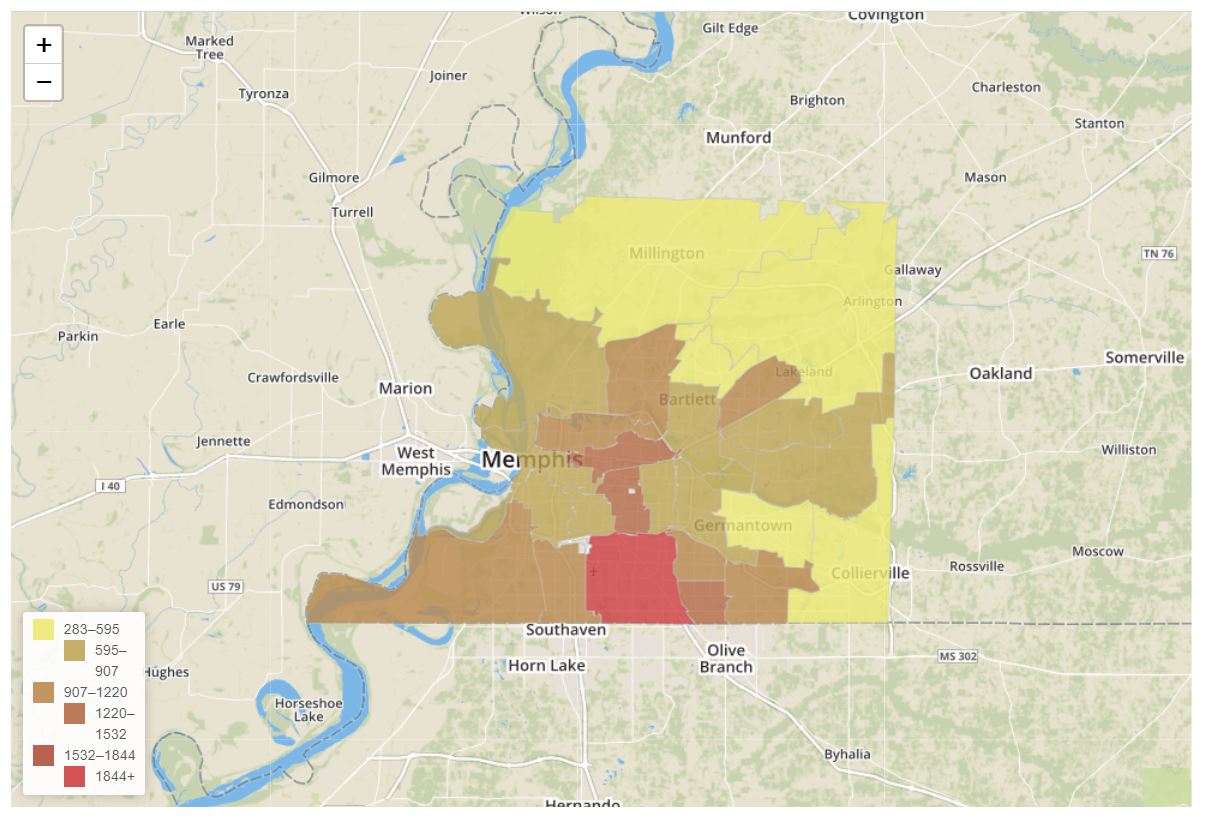 Wilson
Covington
Gilt Edge
Marked
Tree
Joiner
Charleston
Tyronza
Brighton
Stanton
Munford
Gilmore
Mason
Turrell
Millington
TN 76
Gallaway
Arlington
Earle
Parkin
Somerville
Crawfordsville
Lakeland
Oakland
Marion
Bartlett
Jennette
West
Memphis
Memphis
Williston
I 40
Edmondson
Germantown
Moscow
Collierville
Rossville
US 79
Southaven
Horn Lake
Olive
Branch
MS 302
Hughes
Horseshoe
Lake
Byhalia
Hernando
+
−
283–595
595–
907
907–1220
1220–
1532
1532–1844
1844+